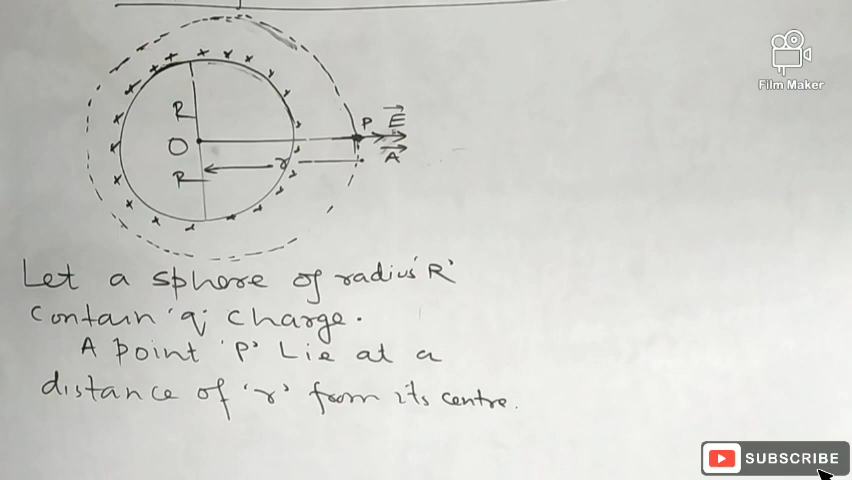 R
O
R
r
P
E
A
Let a sphere of radius 'R'
contain 'q' charge.
A point 'P' Lie at a
distance of 'r' from its centre.
Film Maker
SUBSCRIBE